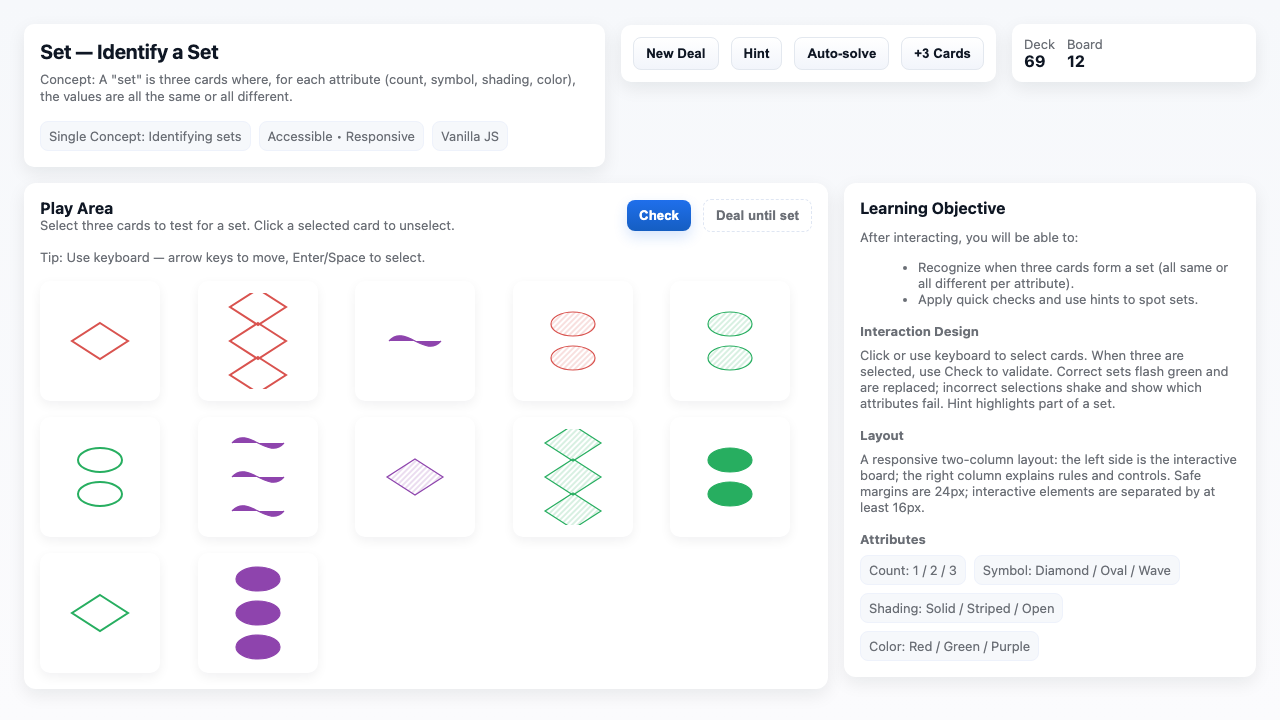 Set — Identify a Set
Concept: A "set" is three cards where, for each attribute (count, symbol, shading, color),
the values are all the same or all different.
Single Concept: Identifying sets
Accessible • Responsive
Vanilla JS
New Deal
Hint
Auto-solve
+3 Cards
Deck
69
Board
12
Play Area
Select three cards to test for a set. Click a selected card to unselect.
Check
Deal until set
Tip: Use keyboard — arrow keys to move, Enter/Space to select.
Learning Objective
After interacting, you will be able to:
• Recognize when three cards form a set (all same or
all different per attribute).
• Apply quick checks and use hints to spot sets.
Interaction Design
Click or use keyboard to select cards. When three are
selected, use Check to validate. Correct sets flash green and
are replaced; incorrect selections shake and show which
attributes fail. Hint highlights part of a set.
Layout
A responsive two-column layout: the left side is the interactive
board; the right column explains rules and controls. Safe
margins are 24px; interactive elements are separated by at
least 16px.
Attributes
Count: 1 / 2 / 3
Symbol: Diamond / Oval / Wave
Shading: Solid / Striped / Open
Color: Red / Green / Purple